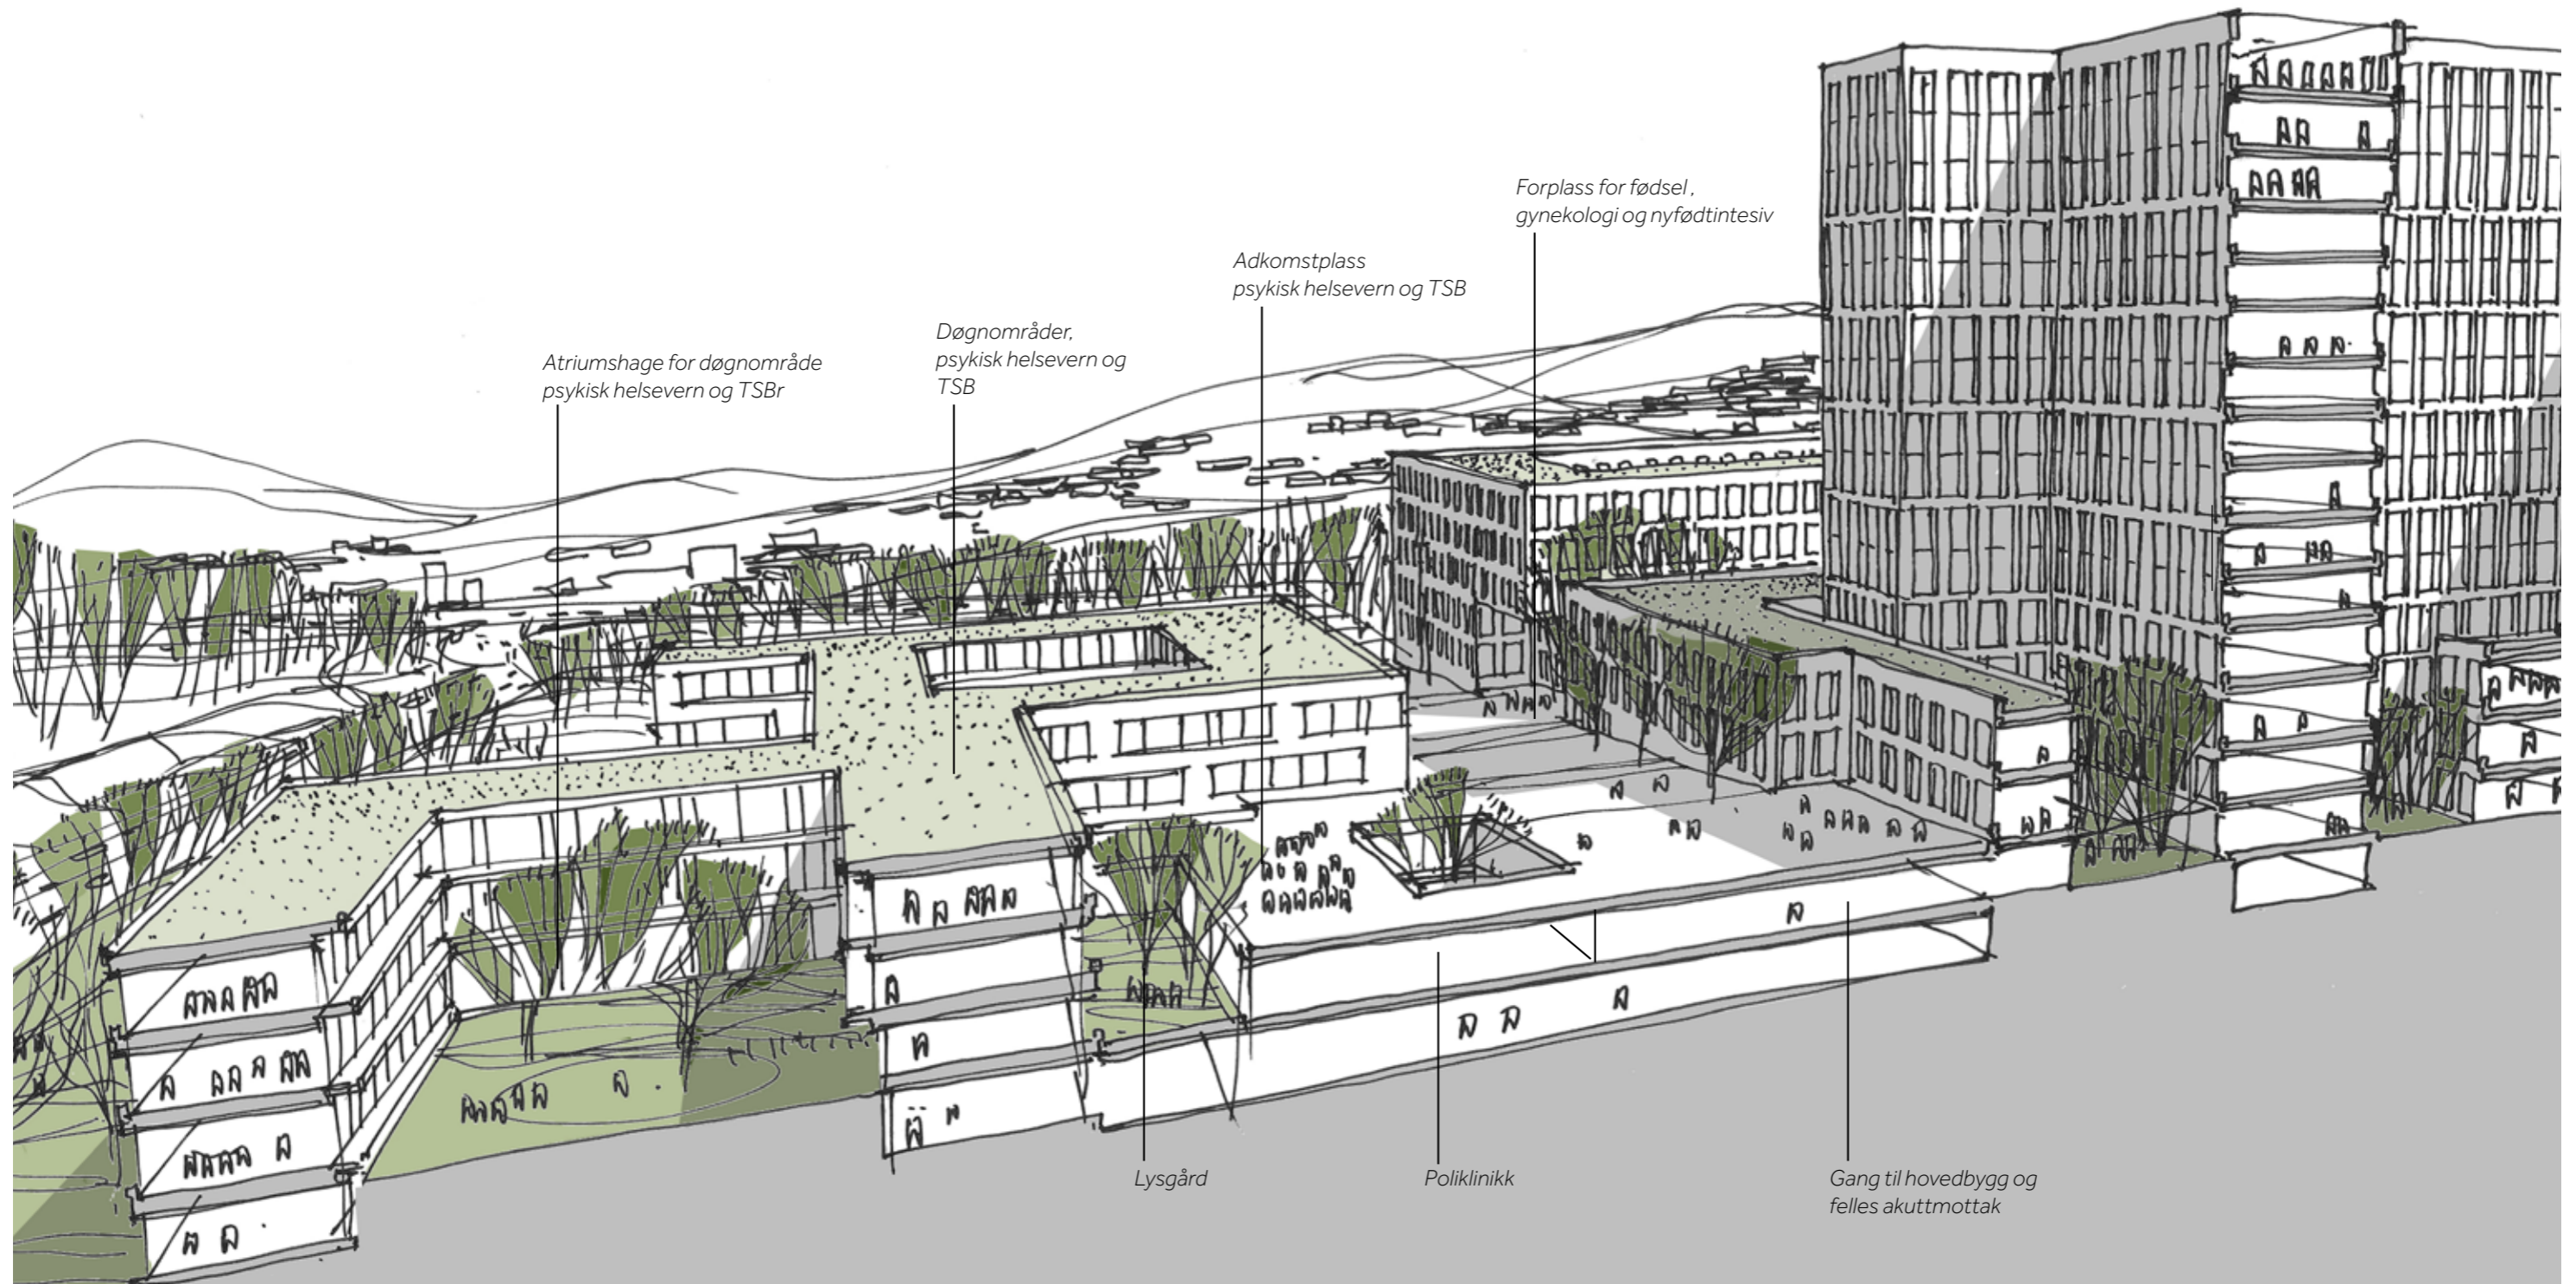 Forplass for fødsel ,
gynekologi og nyfødtintesiv
Adkomstplass
psykisk helsevern og TSB
Døgnområder,
psykisk helsevern og
TSB
Atriumshage for døgnområde
psykisk helsevern og TSBr
Lysgård
Poliklinikk
Gang til hovedbygg og
felles akuttmottak